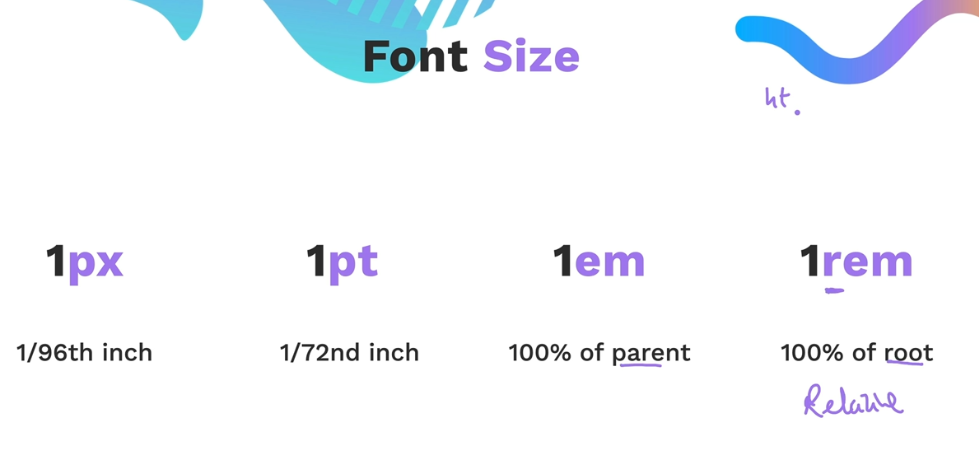 Font Size
ht.
1px 1pt 1em 1rem
1/96th inch 1/72nd inch 100% of parent 100% of root
Relative